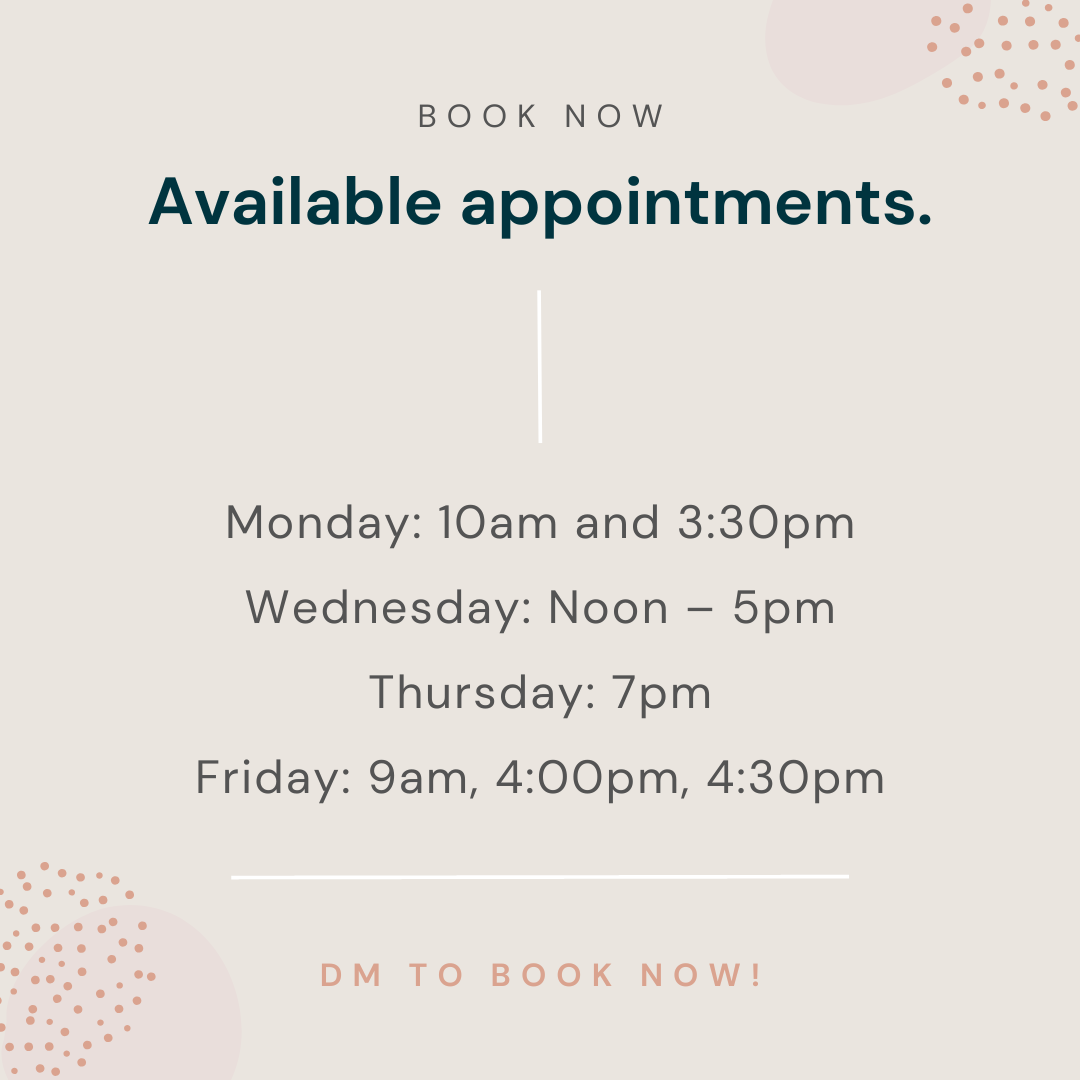 BOOK NOW
Available appointments.
Monday: 10am and 3:30pm
Wednesday: Noon – 5pm
Thursday: 7pm
Friday: 9am, 4:00pm, 4:30pm
DM TO BOOK NOW!